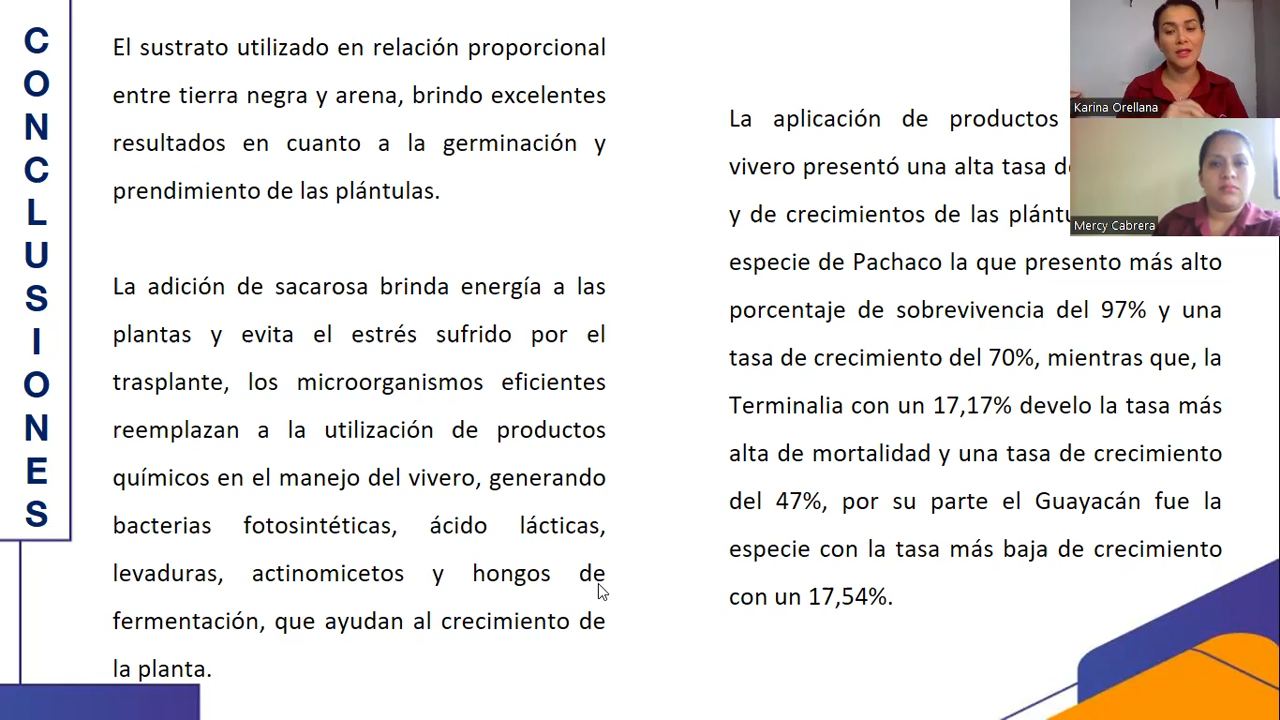 CONCLUSIONES
El sustrato utilizado en relación proporcional
entre tierra negra y arena, brindo excelentes
resultados en cuanto a la germinación y
prendimiento de las plántulas.
La adición de sacarosa brinda energía a las
plantas y evita el estrés sufrido por el
trasplante, los microorganismos eficientes
reemplazan a la utilización de productos
químicos en el manejo del vivero, generando
bacterias fotosintéticas, ácido lácticas,
levaduras, actinomicetos y hongos de
fermentación, que ayudan al crecimiento de
la planta.
La aplicación de productos
vivero presentó una alta tasa
y de crecimientos de las
especie de Pachaco la que presento más alto
porcentaje de sobrevivencia del 97% y una
tasa de crecimiento del 70%, mientras que, la
Terminalia con un 17,17% develo la tasa más
alta de mortalidad y una tasa de crecimiento
del 47%, por su parte el Guayacán fue la
especie con la tasa más baja de crecimiento
con un 17,54%.
Karina Orellana
Mercy Cabrera